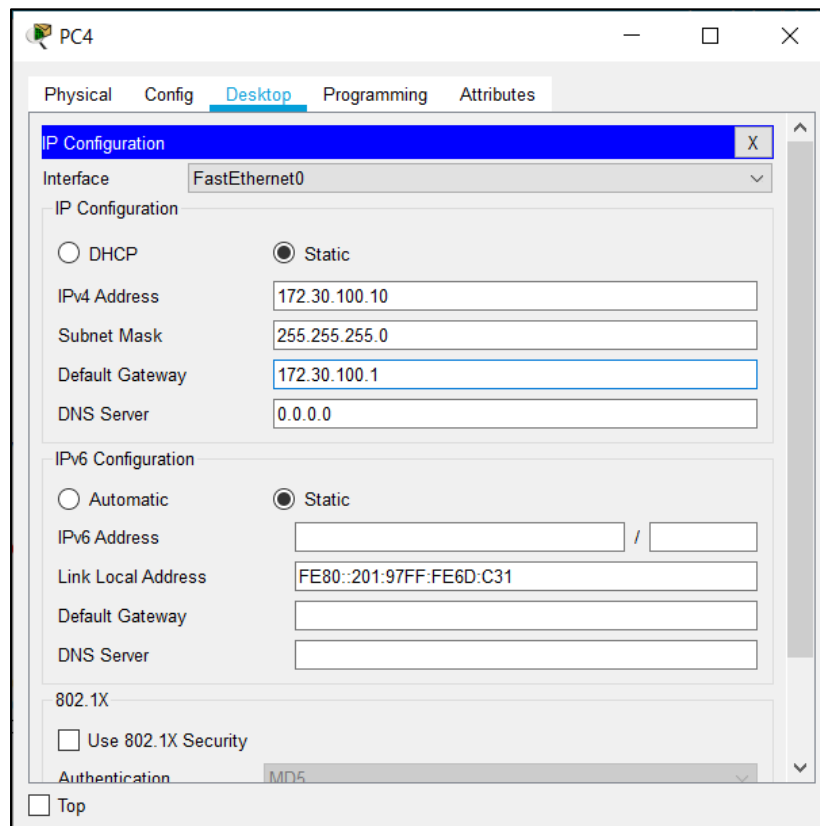 PC4
Physical Config Desktop Programming Attributes
IP Configuration X
Interface FastEthernet0
IP Configuration
DHCP Static
IPv4 Address 172.30.100.10
Subnet Mask 255.255.255.0
Default Gateway 172.30.100.1
DNS Server 0.0.0.0
IPv6 Configuration
Automatic Static
IPv6 Address /
Link Local Address FE80::201:97FF:FE6D:C31
Default Gateway
DNS Server
802.1X
Use 802.1X Security
Authentication MD5
Top